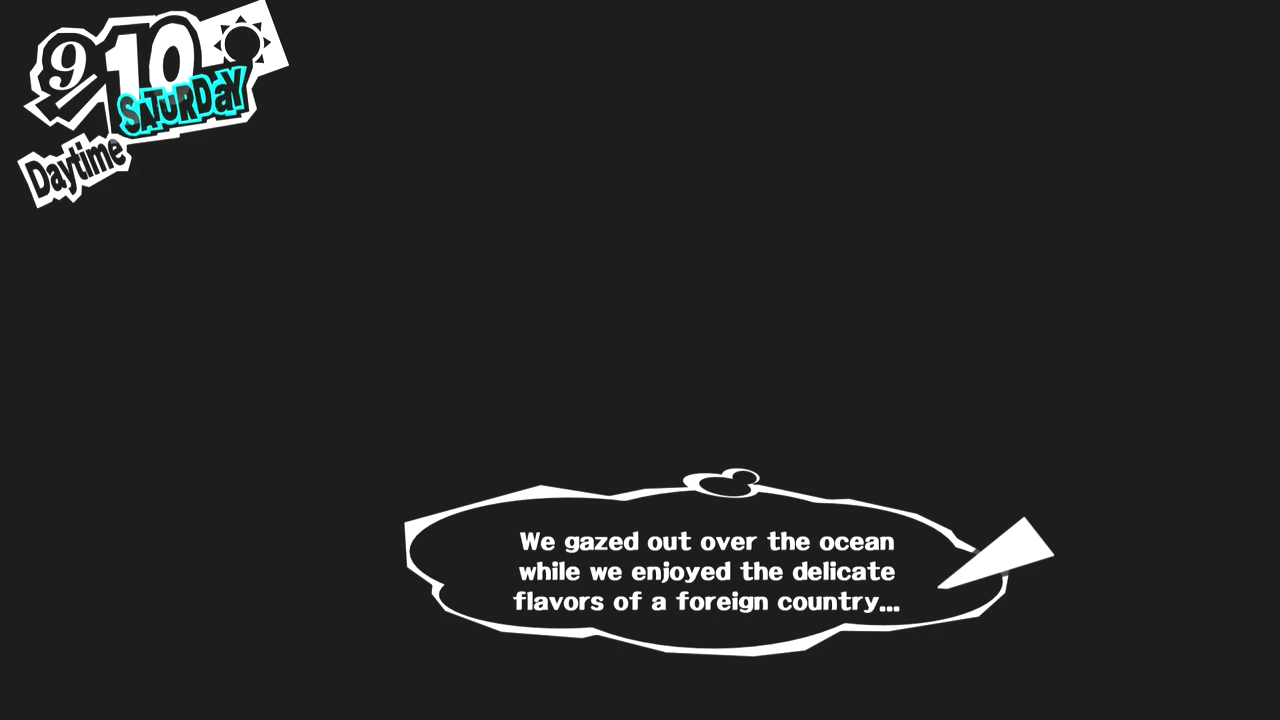 9/10
SATURDAY
Daytime
We gazed out over the ocean
while we enjoyed the delicate
flavors of a foreign country...